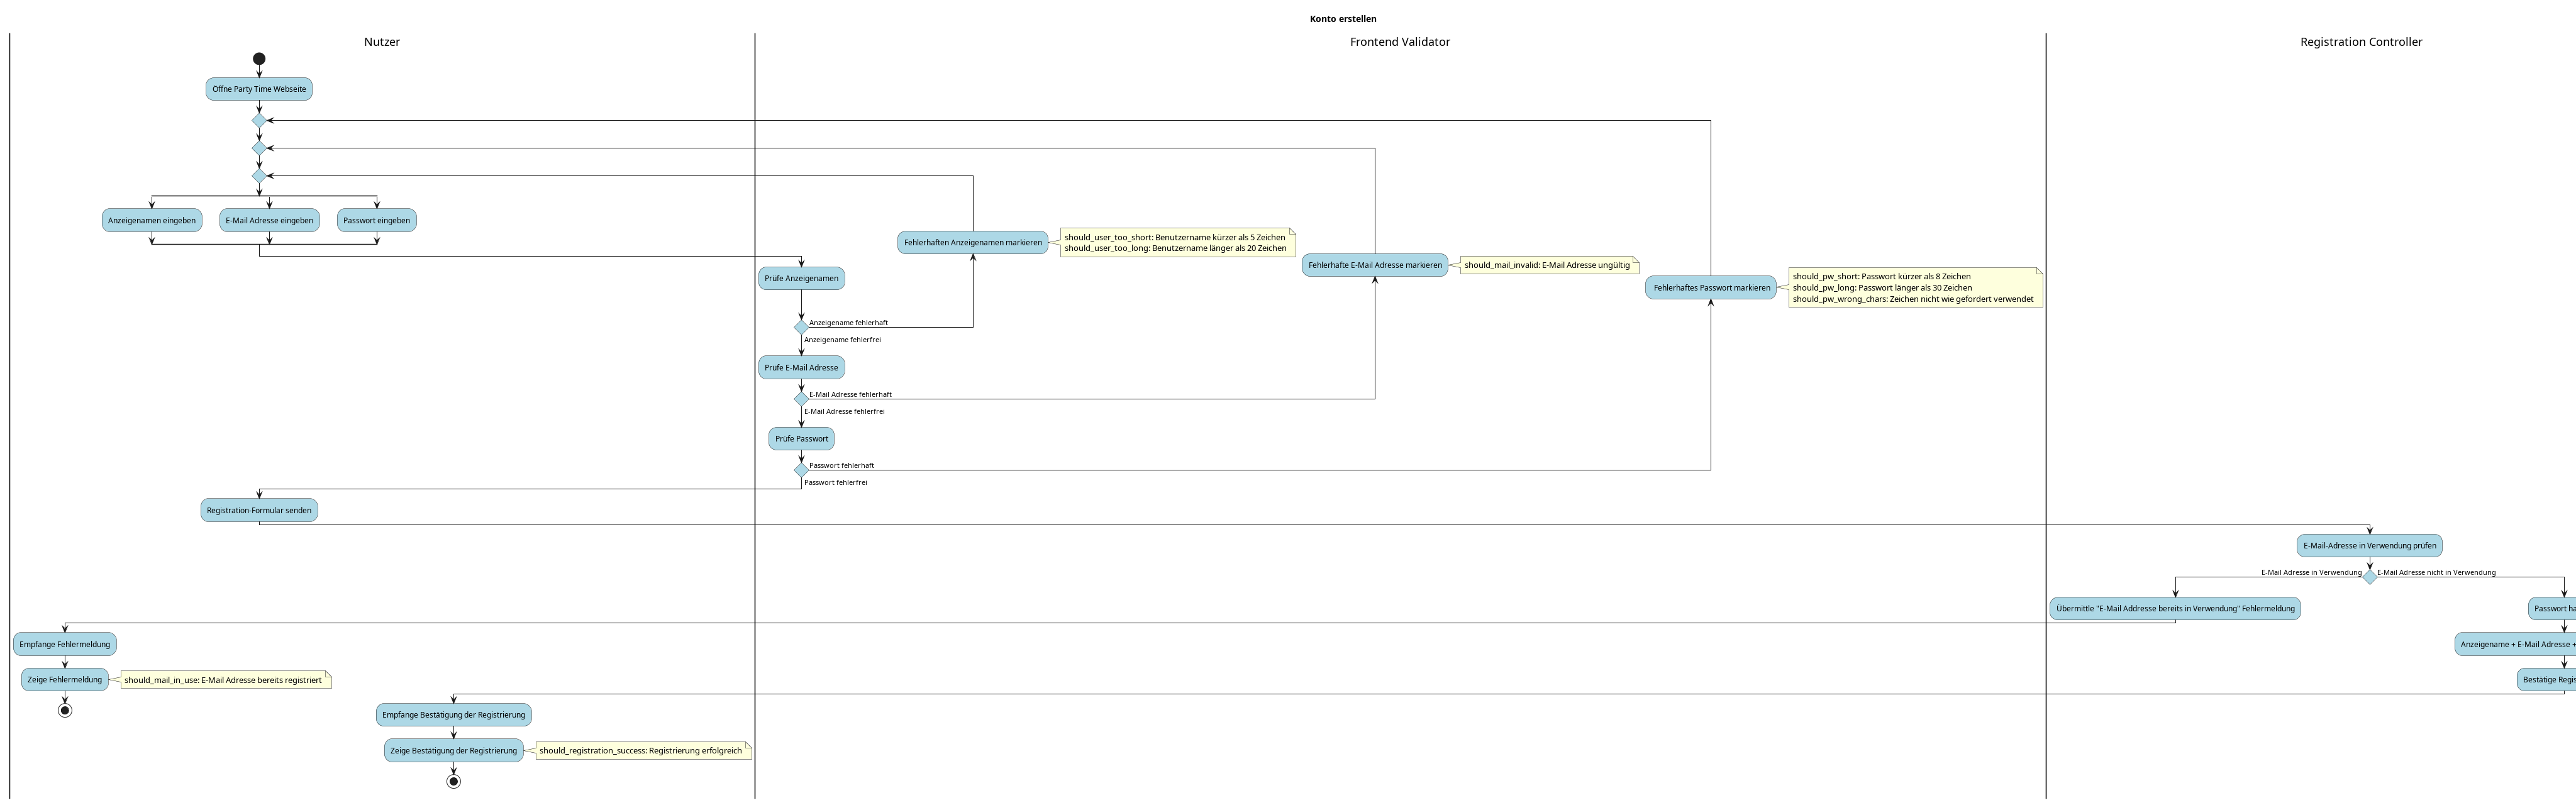 Konto erstellen
Nutzer
Frontend Validator
Registration Controller
Öffne Party Time Webseite
Anzeigenamen eingeben
E-Mail Adresse eingeben
Passwort eingeben
Fehlerhaften Anzeigenamen markieren
should_user_too_short: Benutzername kürzer als 5 Zeichen
should_user_too_long: Benutzername länger als 20 Zeichen
Fehlerhafte E-Mail Adresse markieren
should_mail_invalid: E-Mail Adresse ungültig
Fehlerhaftes Passwort markieren
should_pw_short: Passwort kürzer als 8 Zeichen
should_pw_long: Passwort länger als 30 Zeichen
should_pw_wrong_chars: Zeichen nicht wie gefordert verwendet
Prüfe Anzeigenamen
Anzeigename fehlerhaft
Anzeigename fehlerfrei
Prüfe E-Mail Adresse
E-Mail Adresse fehlerhaft
E-Mail Adresse fehlerfrei
Prüfe Passwort
Passwort fehlerhaft
Passwort fehlerfrei
Registration-Formular senden
E-Mail-Adresse in Verwendung prüfen
E-Mail Adresse in Verwendung
E-Mail Adresse nicht in Verwendung
Übermittle "E-Mail Addresse bereits in Verwendung" Fehlermeldung
Passwort
Empfange Fehlermeldung
Anzeigename + E-Mail Adresse +
Zeige Fehlermeldung
should_mail_in_use: E-Mail Adresse bereits registriert
Bestätige
Empfange Bestätigung der Registrierung
Zeige Bestätigung der Registrierung
should_registration_success: Registrierung erfolgreich